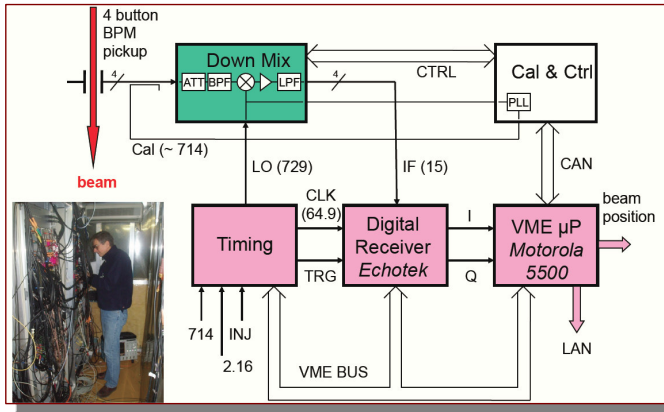 4 button
BPM
pickup
4
Down Mix
ATT
BPF
LPF
4
CTRL
Cal & Ctrl
PLL
Cal (~ 714)
beam
LO (729)
IF (15)
CAN
CLK
(64.9)
Timing
TRG
Digital
Receiver
Echotek
I
Q
VME µP
Motorola
5500
beam
position
714
2.16
INJ
VME BUS
LAN